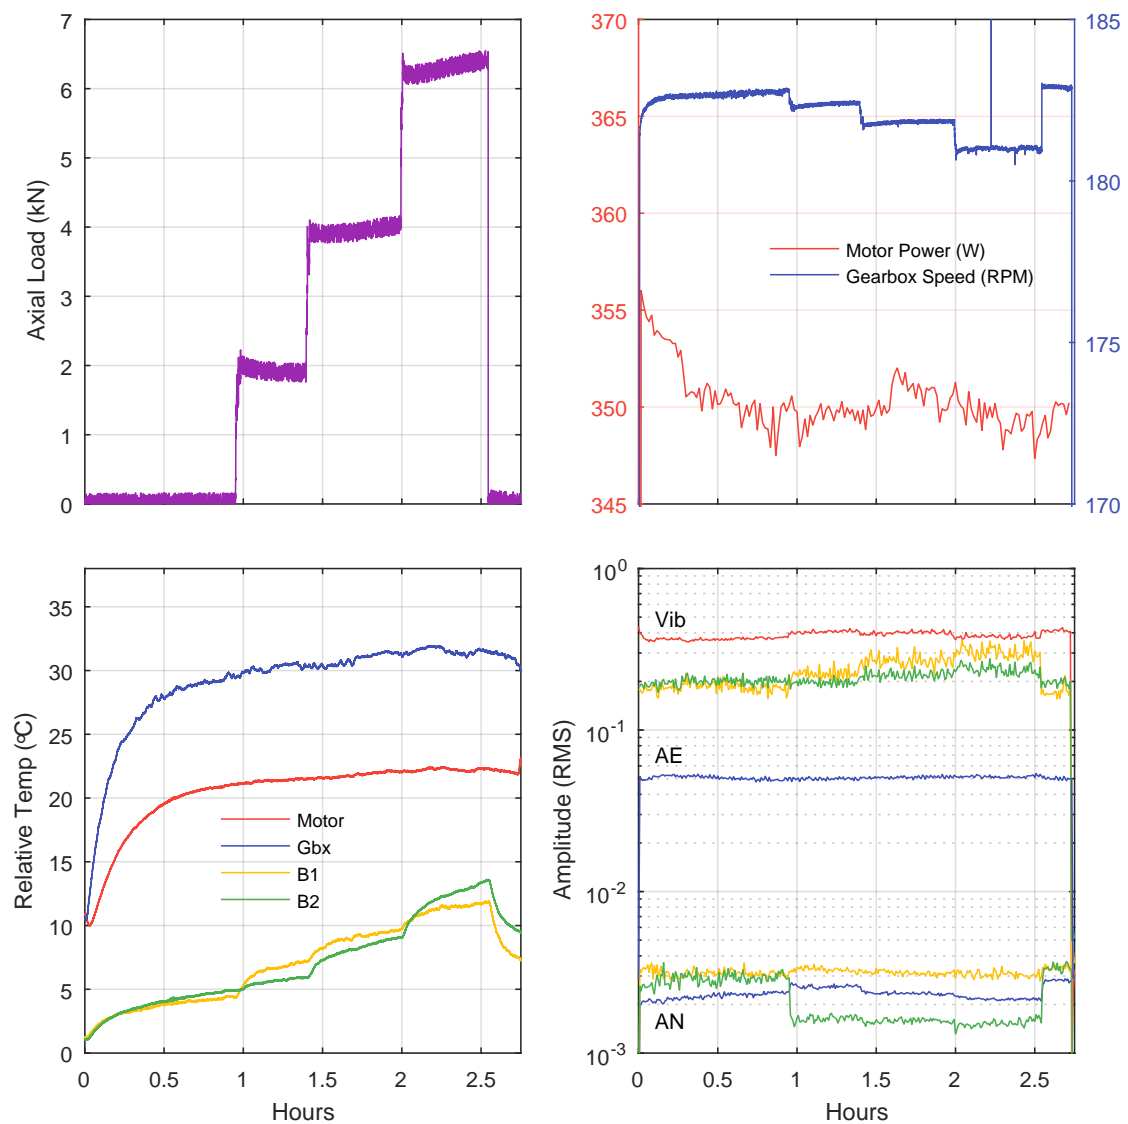 7
6
5
4
3
2
1
0
Axial Load (kN)
370
365
360
355
350
345
185
180
175
170
Motor Power (W)
Gearbox Speed (RPM)
35
30
25
20
15
10
5
0
Relative Temp (°C)
Motor
Gbx
B1
B2
0 0.5 1 1.5 2 2.5
Hours
10^0
10^-1
10^-2
10^-3
Amplitude (RMS)
Vib
AE
AN
0 0.5 1 1.5 2 2.5
Hours